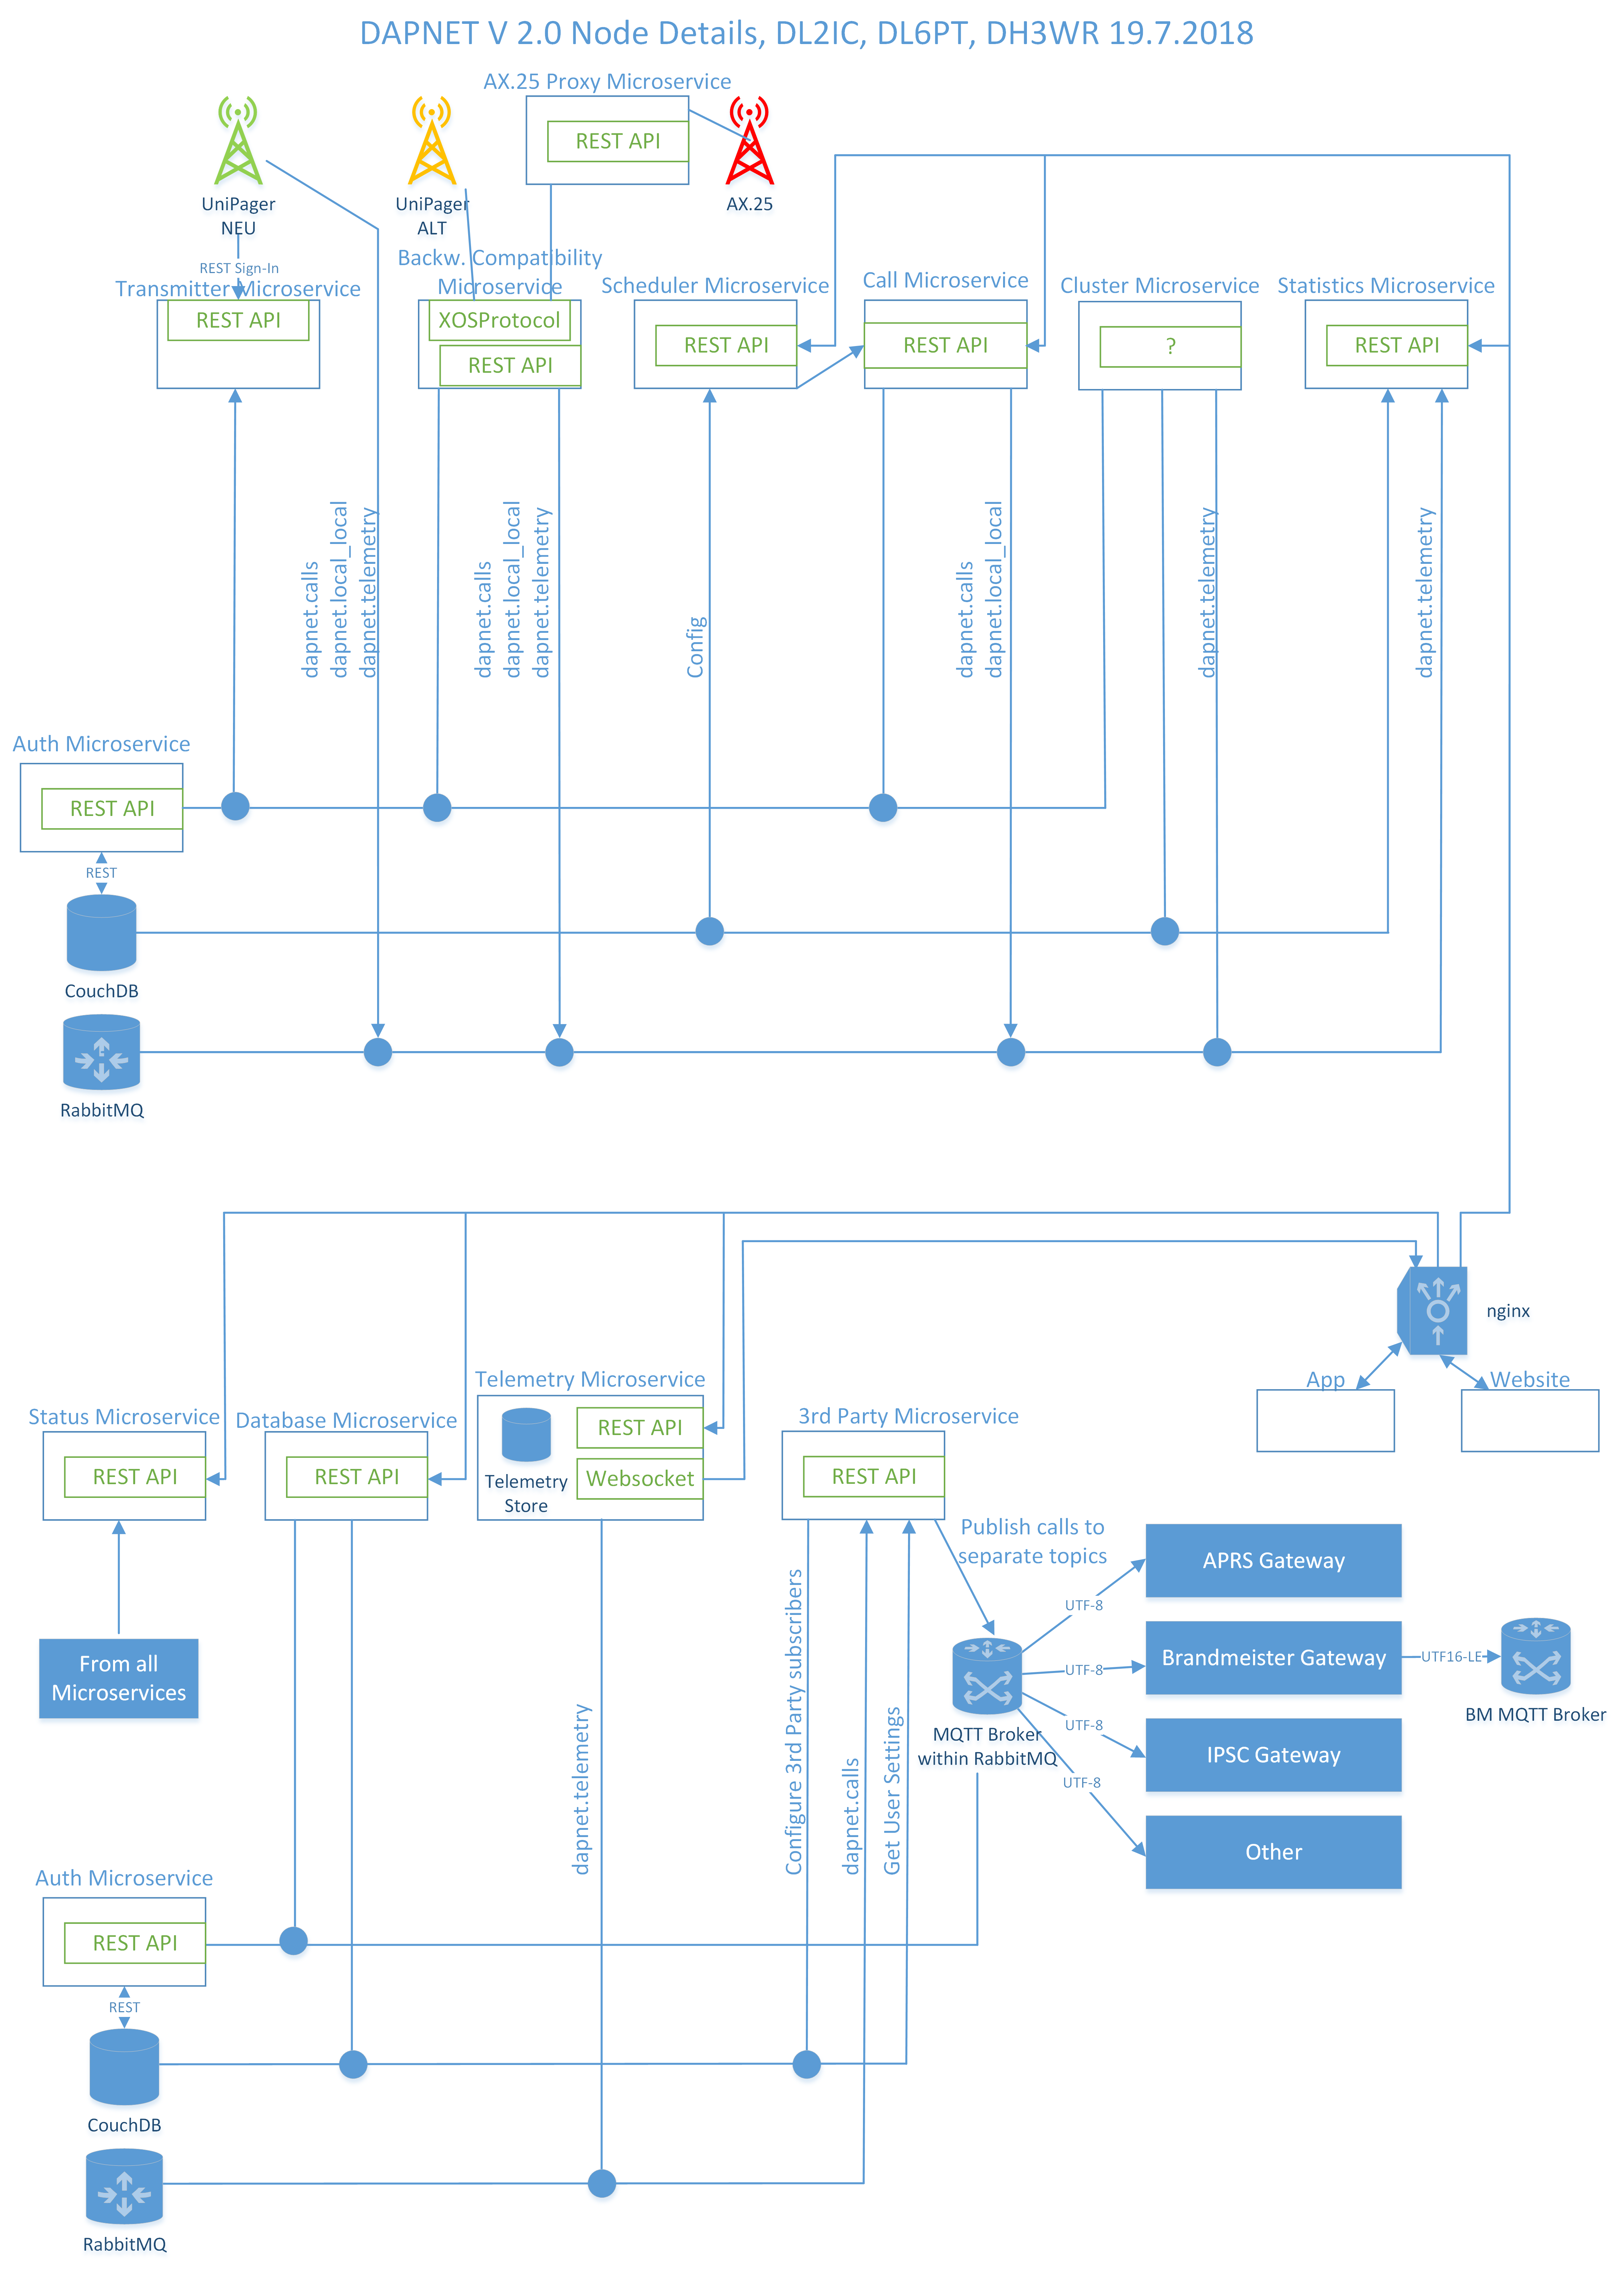 DAPNET V 2.0 Node Details, DL2IC, DL6PT, DH3WR 19.7.2018
AX.25 Proxy Microservice
REST API
UniPager
NEU
UniPager
ALT
AX.25
REST Sign-In
Transmitter Microservice
REST API
Backw. Compatibility
Microservice
XOSProtocol
REST API
Scheduler Microservice
REST API
Call Microservice
REST API
Cluster Microservice
?
Statistics Microservice
REST API
dapnet.calls
dapnet.local_local
dapnet.telemetry
dapnet.calls
dapnet.local_local
dapnet.telemetry
Config
dapnet.calls
dapnet.local_local
dapnet.telemetry
dapnet.telemetry
Auth Microservice
REST API
REST
CouchDB
RabbitMQ
nginx
App
Website
Status Microservice
REST API
Database Microservice
REST API
Telemetry Microservice
REST API
Websocket
Telemetry
Store
3rd Party Microservice
REST API
From all
Microservices
Publish calls to
separate topics
dapnet.telemetry
Configure 3rd Party subscribers
dapnet.calls
Get User Settings
MQTT Broker
within RabbitMQ
UTF-8
UTF-8
UTF-8
UTF-8
APRS Gateway
Brandmeister Gateway
IPSC Gateway
Other
UTF16-LE
BM MQTT Broker
Auth Microservice
REST API
REST
CouchDB
RabbitMQ